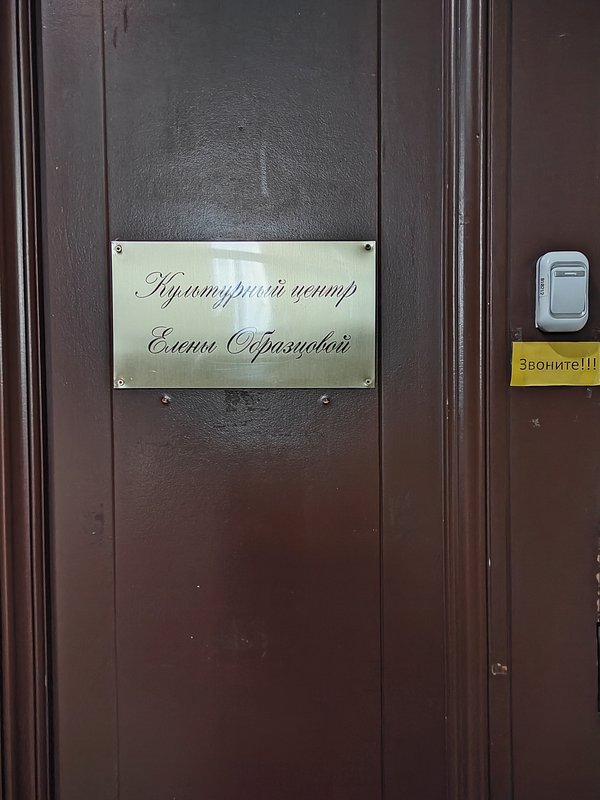 Культурный центр
Елены Образцовой
Звоните!!!